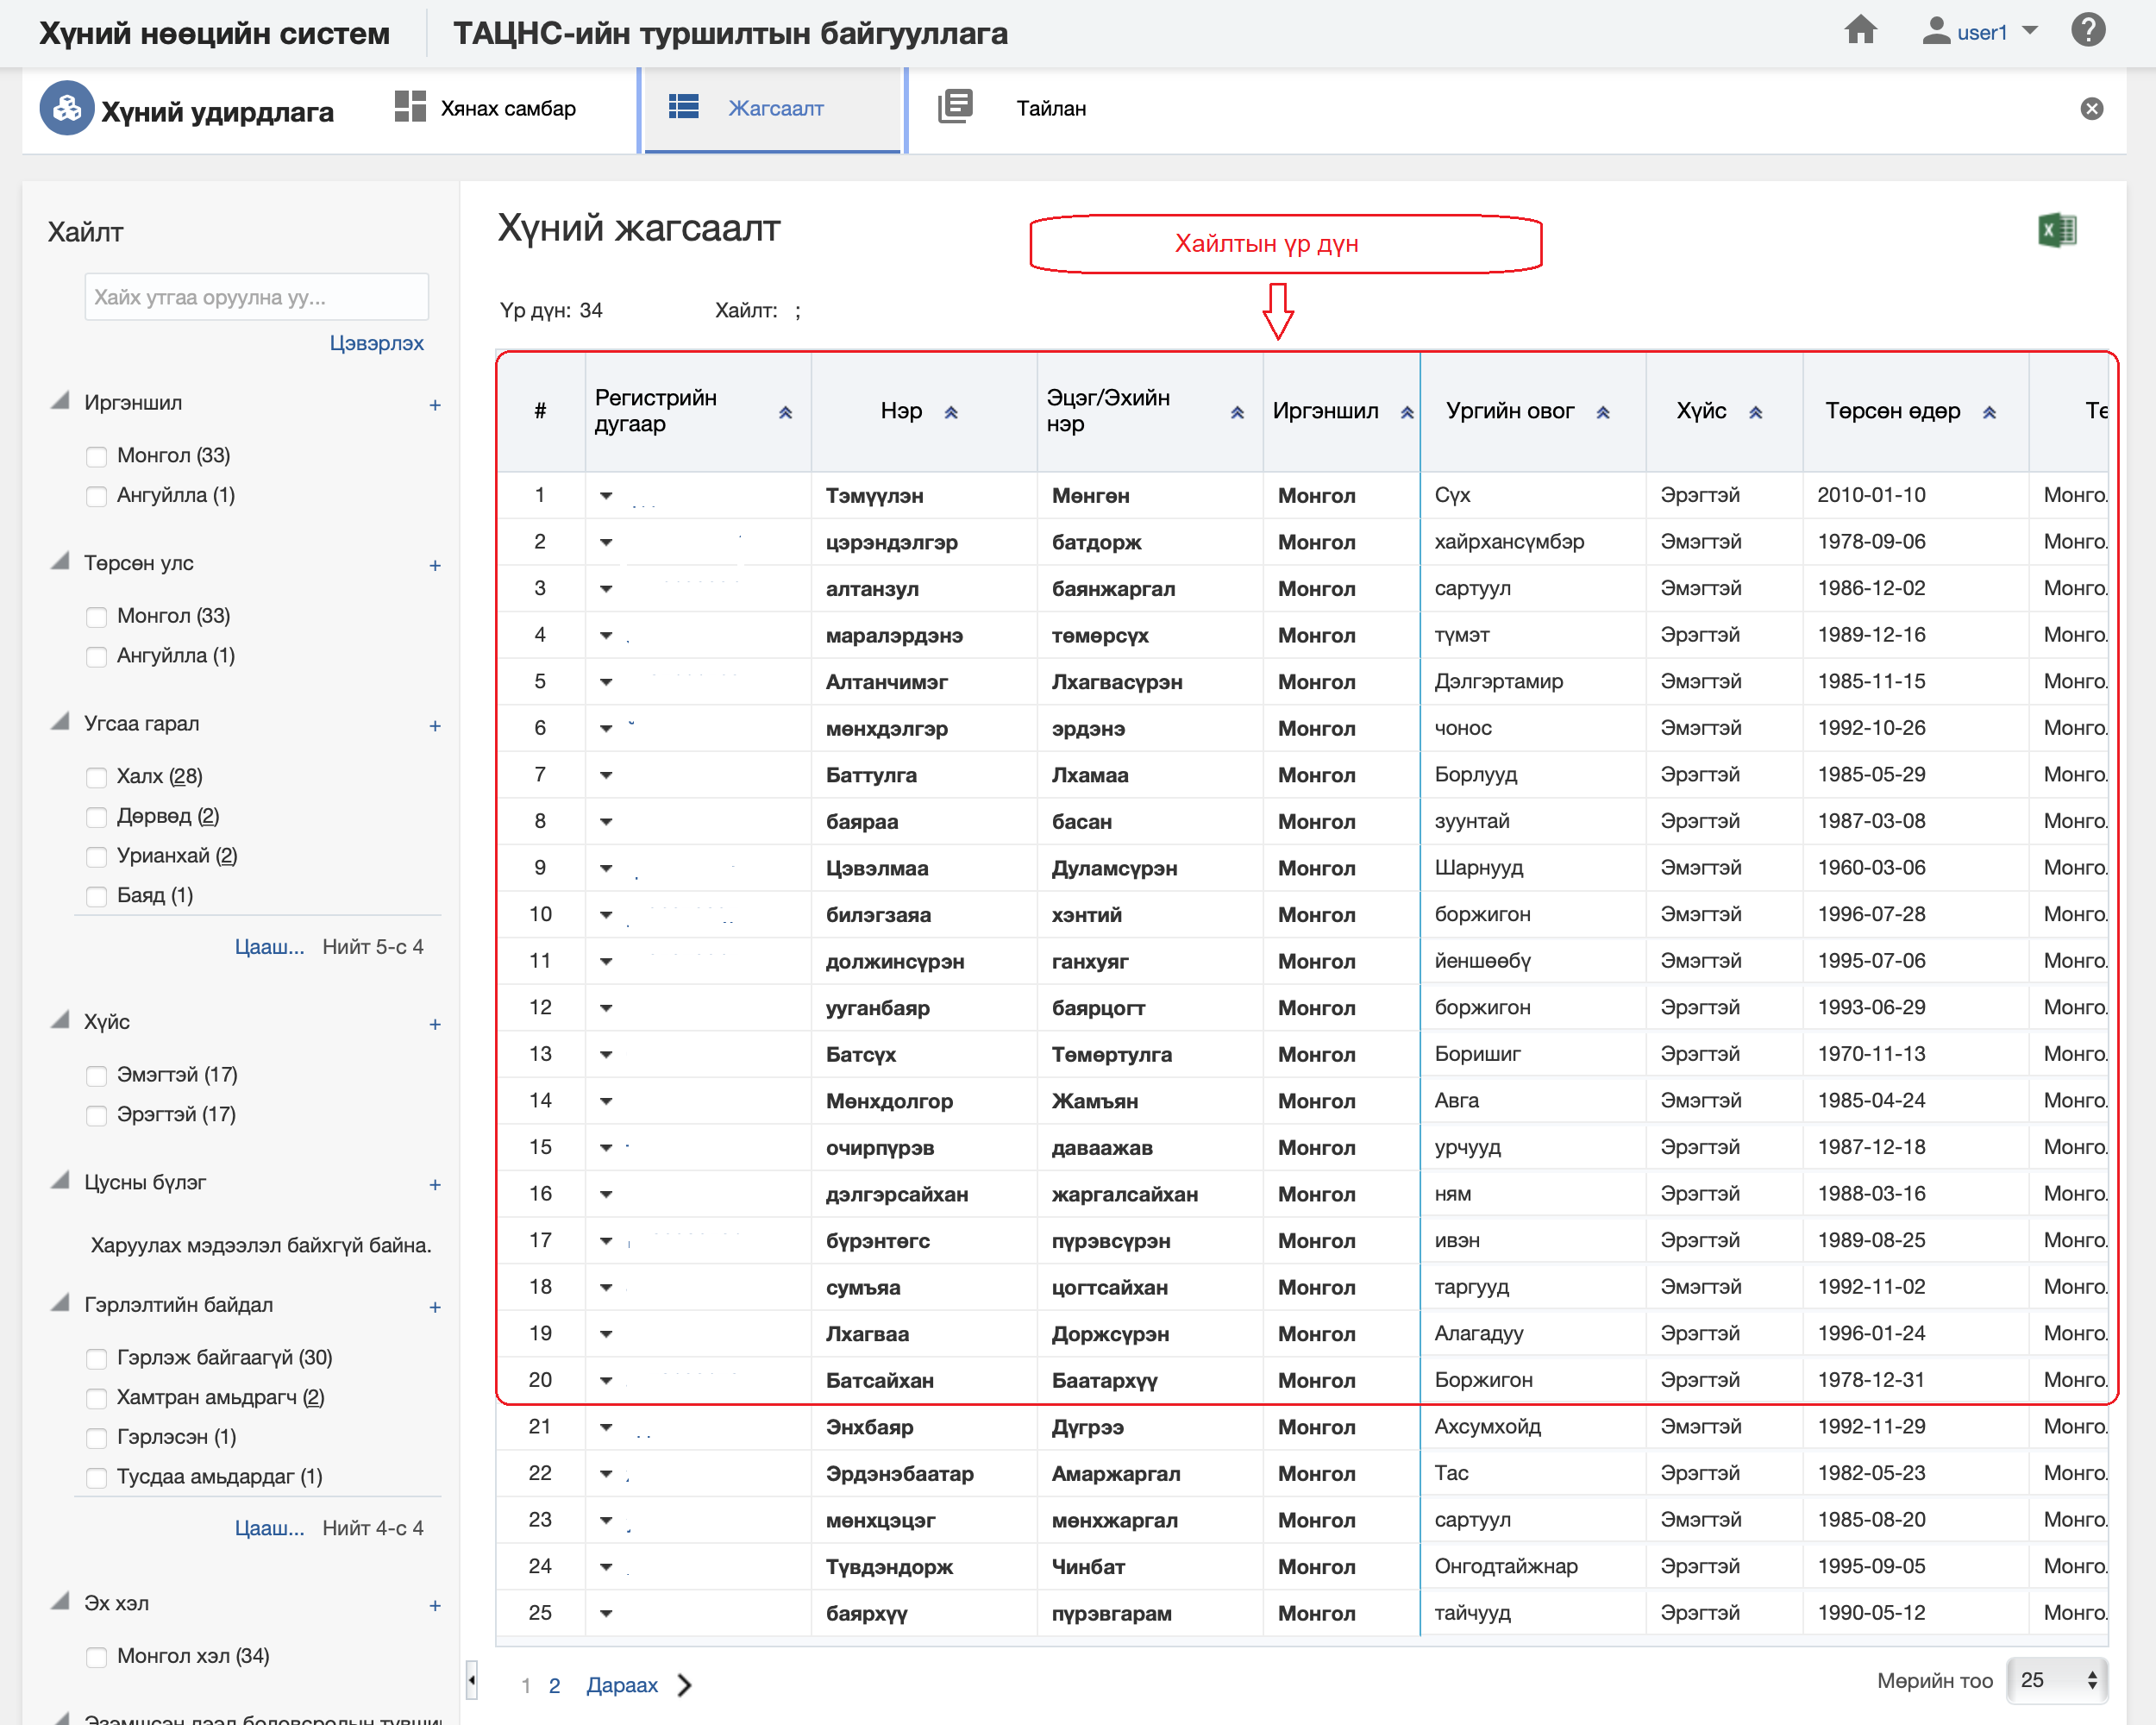 Хүний нөөцийн систем
ТАЦНС-ийн туршилтын байгууллага
user1
Хүний удирдлага
Хянах самбар
Жагсаалт
Тайлан
Хайлт
Хайх утгаа оруулна уу...
Цэвэрлэх
Иргэншил +
Монгол (33)
Ангуйлла (1)
Төрсөн улс +
Монгол (33)
Ангуйлла (1)
Угсаа гарал +
Халх (28)
Дөрвөд (2)
Урианхай (2)
Баяд (1)
Цааш... Нийт 5-с 4
Хүйс +
Эмэгтэй (17)
Эрэгтэй (17)
Цусны бүлэг +
Харуулах мэдээлэл байхгүй байна.
Гэрлэлтийн байдал +
Гэрлэж байгаагүй (30)
Хамтран амьдрагч (2)
Гэрлэсэн (1)
Тусдаа амьдардаг (1)
Цааш... Нийт 4-с 4
Эх хэл +
Монгол хэл (34)
Хүний жагсаалт
Хайлтын үр дүн
Үр дүн: 34 Хайлт: ;
# Регистрийн дугаар Нэр Эцэг/Эхийн нэр Иргэншил Ургийн овог Хүйс Төрсөн өдөр Тө
1 Тэмүүлэн Мөнгөн Монгол Сүх Эрэгтэй 2010-01-10 Монго
2 цэрэндэлгэр батдорж Монгол хайрхансүмбэр Эмэгтэй 1978-09-06 Монго
3 алтанзул баянжаргал Монгол сартуул Эмэгтэй 1986-12-02 Монго
4 маралэрдэнэ төмөрсүх Монгол түмэт Эрэгтэй 1989-12-16 Монго
5 Алтанчимэг Лхагвасүрэн Монгол Дэлгэртамир Эмэгтэй 1985-11-15 Монго
6 мөнхдэлгэр эрдэнэ Монгол чонос Эмэгтэй 1992-10-26 Монго
7 Баттулга Лхамаа Монгол Борлууд Эрэгтэй 1985-05-29 Монго
8 баяраа басан Монгол зуунтай Эрэгтэй 1987-03-08 Монго
9 Цэвэлмаа Дуламсүрэн Монгол Шарнууд Эмэгтэй 1960-03-06 Монго
10 билэгзаяа хэнтий Монгол боржигон Эмэгтэй 1996-07-28 Монго
11 должинсүрэн ганхуяг Монгол йеншөөбү Эмэгтэй 1995-07-06 Монго
12 ууганбаяр баярцогт Монгол боржигон Эрэгтэй 1993-06-29 Монго
13 Батсүх Төмөртулга Монгол Боришиг Эрэгтэй 1970-11-13 Монго
14 Мөнхдолгор Жамъян Монгол Авга Эмэгтэй 1985-04-24 Монго
15 очирпүрэв даваажав Монгол урчууд Эрэгтэй 1987-12-18 Монго
16 дэлгэрсайхан жаргалсайхан Монгол ням Эрэгтэй 1988-03-16 Монго
17 бүрэнтөгс пүрэвсүрэн Монгол ивэн Эрэгтэй 1989-08-25 Монго
18 сумъяа цогтсайхан Монгол таргууд Эмэгтэй 1992-11-02 Монго
19 Лхагваа Доржсүрэн Монгол Алагадуу Эрэгтэй 1996-01-24 Монго
20 Батсайхан Баатархүү Монгол Боржигон Эрэгтэй 1978-12-31 Монго
21 Энхбаяр Дүгрээ Монгол Ахсумхойд Эмэгтэй 1992-11-29 Монго
22 Эрдэнэбаатар Амаржаргал Монгол Тас Эрэгтэй 1982-05-23 Монго
23 мөнхцэцэг мөнхжаргал Монгол сартуул Эмэгтэй 1985-08-20 Монго
24 Түвдэндорж Чинбат Монгол Онгодтайжнар Эрэгтэй 1995-09-05 Монго
25 баярхүү пүрэвгарам Монгол тайчууд Эрэгтэй 1990-05-12 Монго
1 2 Дараах
Мөрийн тоо 25